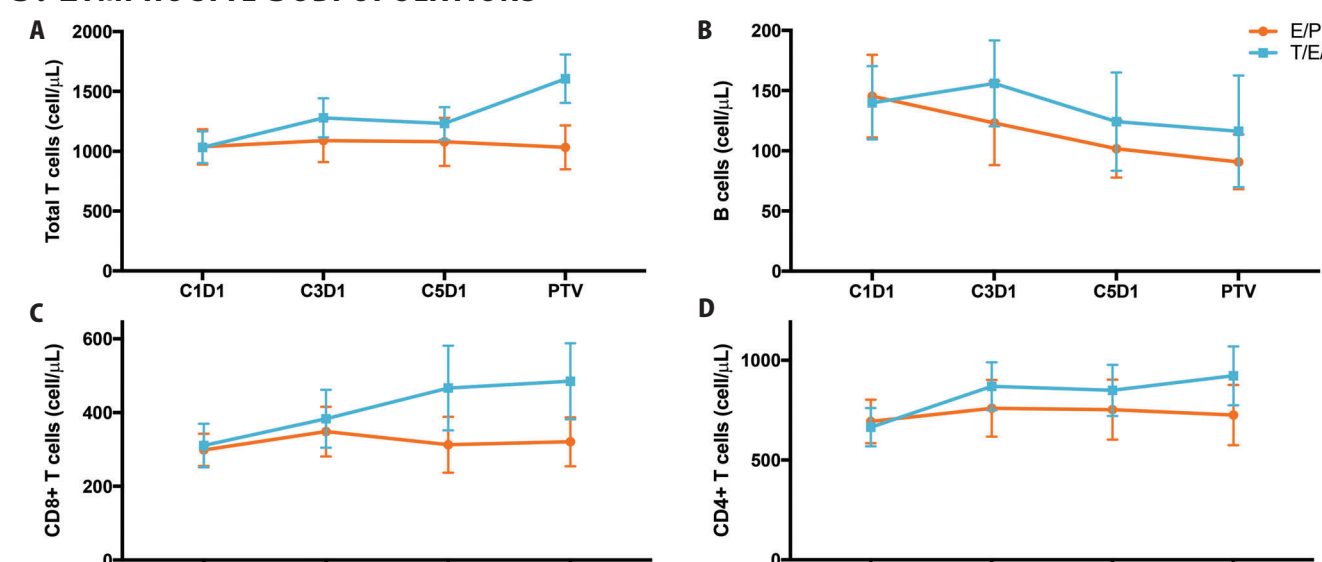 A
2000
1500
1000
500
0
Total T cells (cell/μL)
C1D1 C3D1 C5D1 PTV
B
200
150
100
50
0
B cells (cell/μL)
E/P
T/E/
C1D1 C3D1 C5D1 PTV
C
600
400
200
0
CD8+ T cells (cell/μL)
D
1000
500
0
CD4+ T cells (cell/μL)